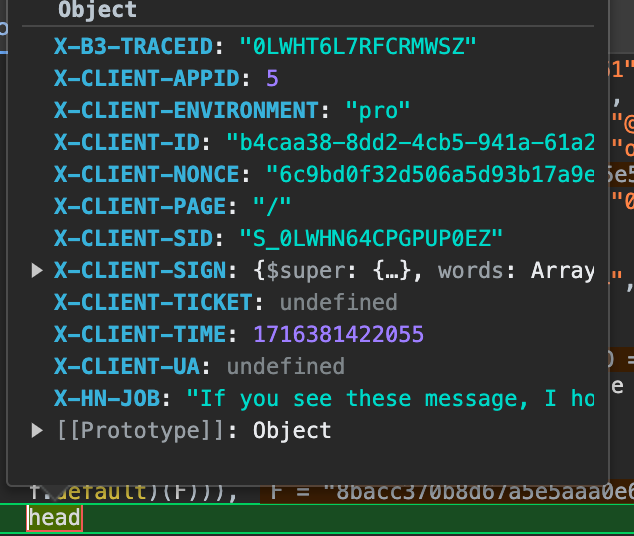 Object
X-B3-TRACEID: "0LWHT6L7RFCRMWSZ"
X-CLIENT-APPID: 5
X-CLIENT-ENVIRONMENT: "pro"
X-CLIENT-ID: "b4caa38-8dd2-4cb5-941a-61a2
X-CLIENT-NONCE: "6c9bd0f32d506a5d93b17a9e
X-CLIENT-PAGE: "/"
X-CLIENT-SID: "S_0LWHN64CPGPUP0EZ"
▶ X-CLIENT-SIGN: {$super: {…}, words: Array
X-CLIENT-TICKET: undefined
X-CLIENT-TIME: 1716381422055
X-CLIENT-UA: undefined
X-HN-JOB: "If you see these message, I ho
▶ [[Prototype]]: Object
f.default)(F))), F = "8bacc370b8d67a5e5aaa0e6
head